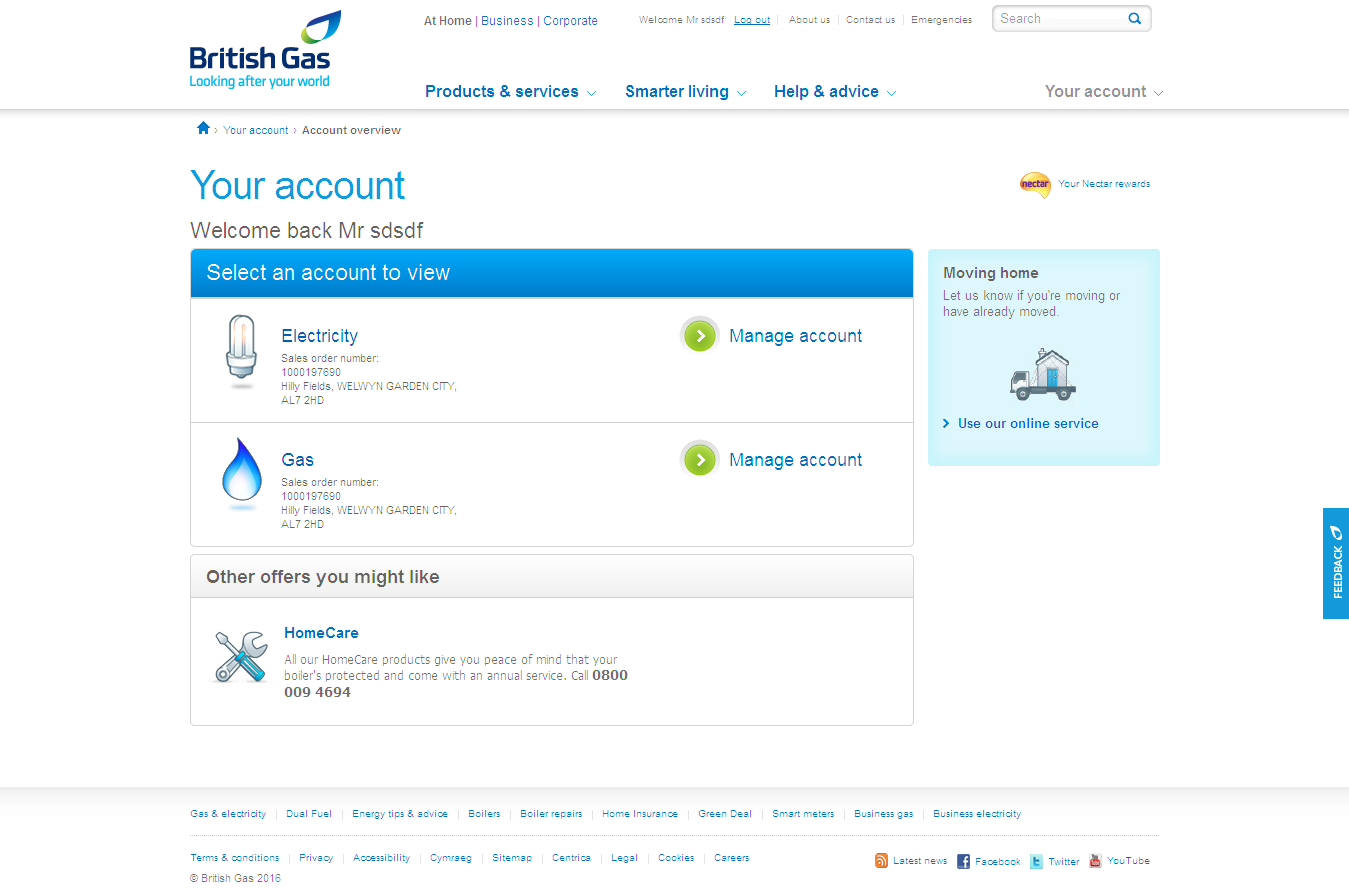 At Home | Business | Corporate
Welcome Mr sdsdf Log out About us Contact us Emergencies
Search
British Gas
Looking after your world
Products & services Smarter living Help & advice Your account
Your account › Account overview
Your account
nectar Your Nectar rewards
Welcome back Mr sdsdf
Select an account to view
Electricity
Sales order number:
1000197690
Hilly Fields, WELWYN GARDEN CITY,
AL7 2HD
Manage account
Gas
Sales order number:
1000197690
Hilly Fields, WELWYN GARDEN CITY,
AL7 2HD
Manage account
Moving home
Let us know if you're moving or
have already moved.
Use our online service
FEEDBACK
Other offers you might like
HomeCare
All our HomeCare products give you peace of mind that your
boiler's protected and come with an annual service. Call 0800
009 4694
Gas & electricity Dual Fuel Energy tips & advice Boilers Boiler repairs Home Insurance Green Deal Smart meters Business gas Business electricity
Terms & conditions Privacy Accessibility Cymraeg Sitemap Centrica Legal Cookies Careers
Latest news Facebook Twitter YouTube
© British Gas 2016